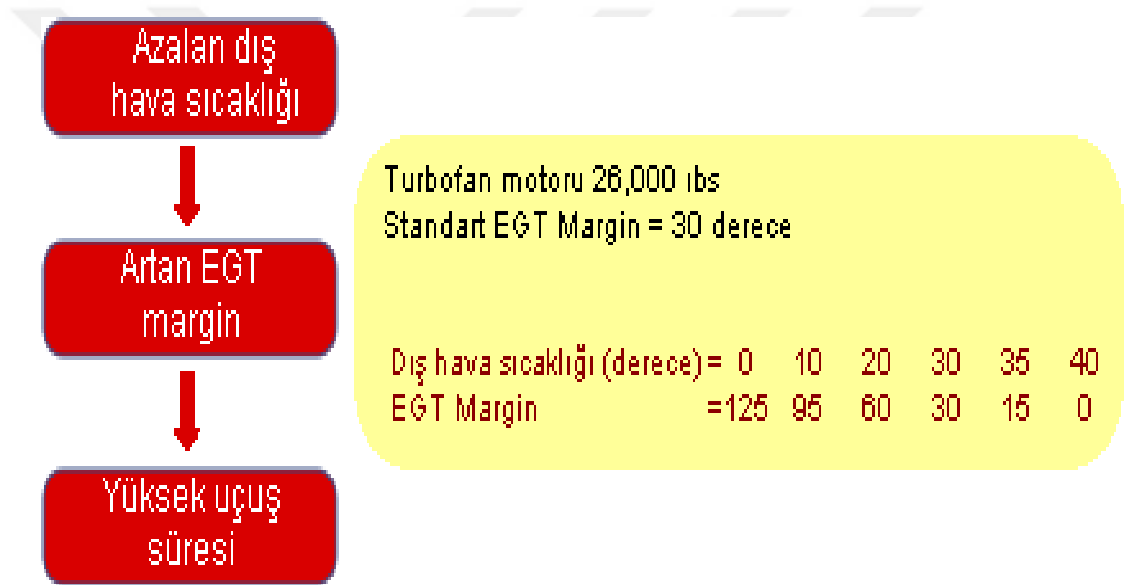 Azalan dış
hava sıcaklığı
Artan EGT
margin
Yüksek uçuş
süresi
Turbofan motoru 26,000 ıbs
Standart EGT Margin = 30 derece
Dış hava sıcaklığı (derece) = 0 10 20 30 35 40
EGT Margin =125 95 60 30 15 0